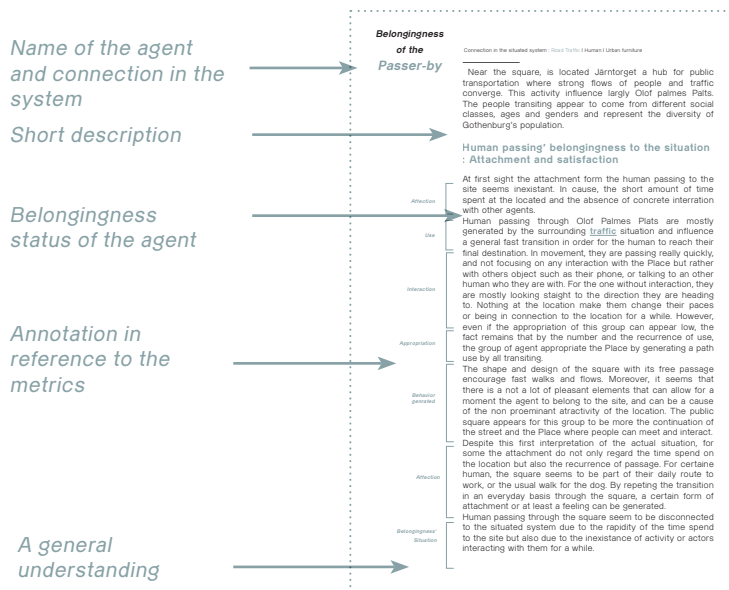 Name of the agent
and connection in the
system
Short description
Belongingness
status of the agent
Annotation in
reference to the
metrics
A general
understanding
Belongingness
of the
Passer-by
Connection in the situated system : Road Traffic I Human I Urban furniture
Near the square, is located Järntorget a hub for public
transportation where strong flows of people and traffic
converge. This activity influence largely Olof palmes Palts.
The people transiting appear to come from different social
classes, ages and genders and represent the diversity of
Gothenburg's population.
Human passing' belongingness to the situation
: Attachment and satisfaction
Affection
Use
Interaction
Appropriation
Behavior
genrated
Affection
Belongingness'
Situation
At first sight the attachment form the human passing to the
site seems inexistant. In cause, the short amount of time
spent at the located and the absence of concrete interration
with other agents.
Human passing through Olof Palmes Plats are mostly
generated by the surrounding traffic situation and influence
a general fast transition in order for the human to reach their
final destination. In movement, they are passing really quickly,
and not focusing on any interaction with the Place but rather
with others object such as their phone, or talking to an other
human who they are with. For the one without interaction, they
are mostly looking staight to the direction they are heading
to. Nothing at the location make them change their paces
or being in connection to the location for a while. However,
even if the appropriation of this group can appear low, the
fact remains that by the number and the recurrence of use,
the group of agent appropriate the Place by generating a path
use by all transiting.
The shape and design of the square with its free passage
encourage fast walks and flows. Moreover, it seems that
there is a not a lot of pleasant elements that can allow for a
moment the agent to belong to the site, and can be a cause
of the non proeminant atractivity of the location. The public
square appears for this group to be more the continuation of
the street and the Place where people can meet and interact.
Despite this first interpretation of the actual situation, for
some the attachment do not only regard the time spend on
the location but also the recurrence of passage. For certaine
human, the square seems to be part of their daily route to
work, or the usual walk for the dog. By repeting the transition
in an everyday basis through the square, a certain form of
attachment or at least a feeling can be generated.
Human passing through the square seem to be disconnected
to the situated system due to the rapidity of the time spend
to the site but also due to the inexistance of activity or actors
interacting with them for a while.